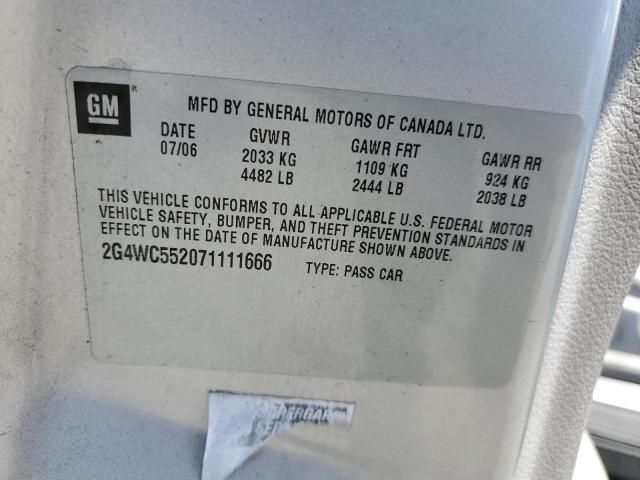 GM
®
MFD BY GENERAL MOTORS OF CANADA LTD.
DATE GVWR GAWR FRT GAWR RR
07/06 2033 KG 1109 KG 924 KG
4482 LB 2444 LB 2038 LB
THIS VEHICLE CONFORMS TO ALL APPLICABLE U.S. FEDERAL MOTOR
VEHICLE SAFETY, BUMPER, AND THEFT PREVENTION STANDARDS IN
EFFECT ON THE DATE OF MANUFACTURE SHOWN ABOVE.
2G4WC552071111666 TYPE: PASS CAR